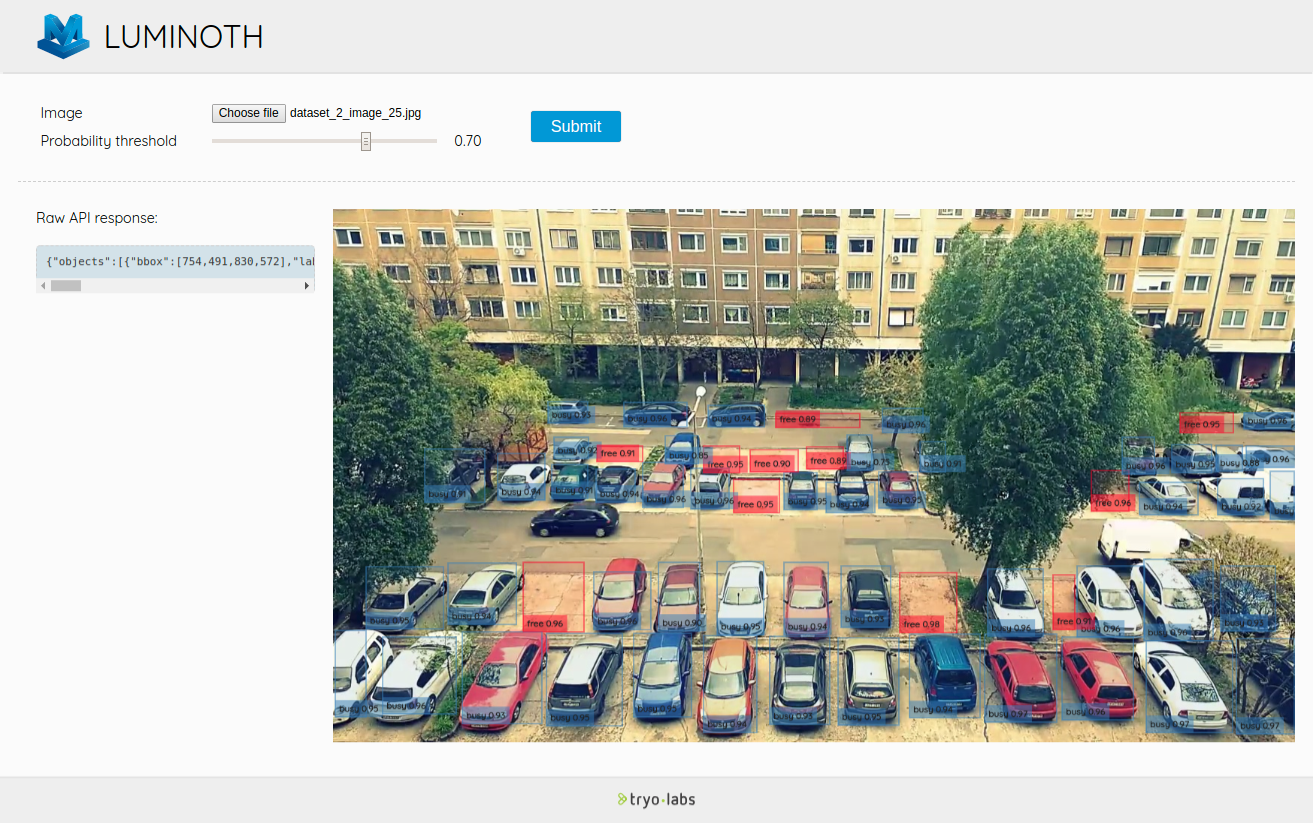 LUMINOTH
Image
Choose file dataset_2_image_25.jpg
Probability threshold
0.70
Submit
Raw API response:
{"objects":[{"bbox":[754,491,830,572],"lal
busy 0.95
busy 0.96
busy 0.94
free 0.89
busy 0.96
free 0.95
busy 0.96
free 0.91
busy 0.85
free 0.95
free 0.90
free 0.89
busy 0.75
busy 0.91
busy 0.96
busy 0.95
busy 0.88
0.96
busy 0.91
busy 0.94
busy 0.91
busy 0.94
busy 0.96
busy 0.96
free 0.95
busy 0.95
busy 0.94
busy 0.95
free 0.96
busy 0.94
busy 0.92
busy 0.95
busy 0.94
free 0.96
busy 0.96
busy 0.90
busy 0.95
busy 0.94
busy 0.93
free 0.98
busy 0.96
free 0.91
busy 0.96
busy 0.90
busy 0.93
busy 0.95
busy 0.96
busy 0.93
busy 0.95
busy 0.95
busy 0.94
busy 0.93
busy 0.95
busy 0.94
busy 0.97
busy 0.96
busy 0.97
busy 0.97
tryo·labs